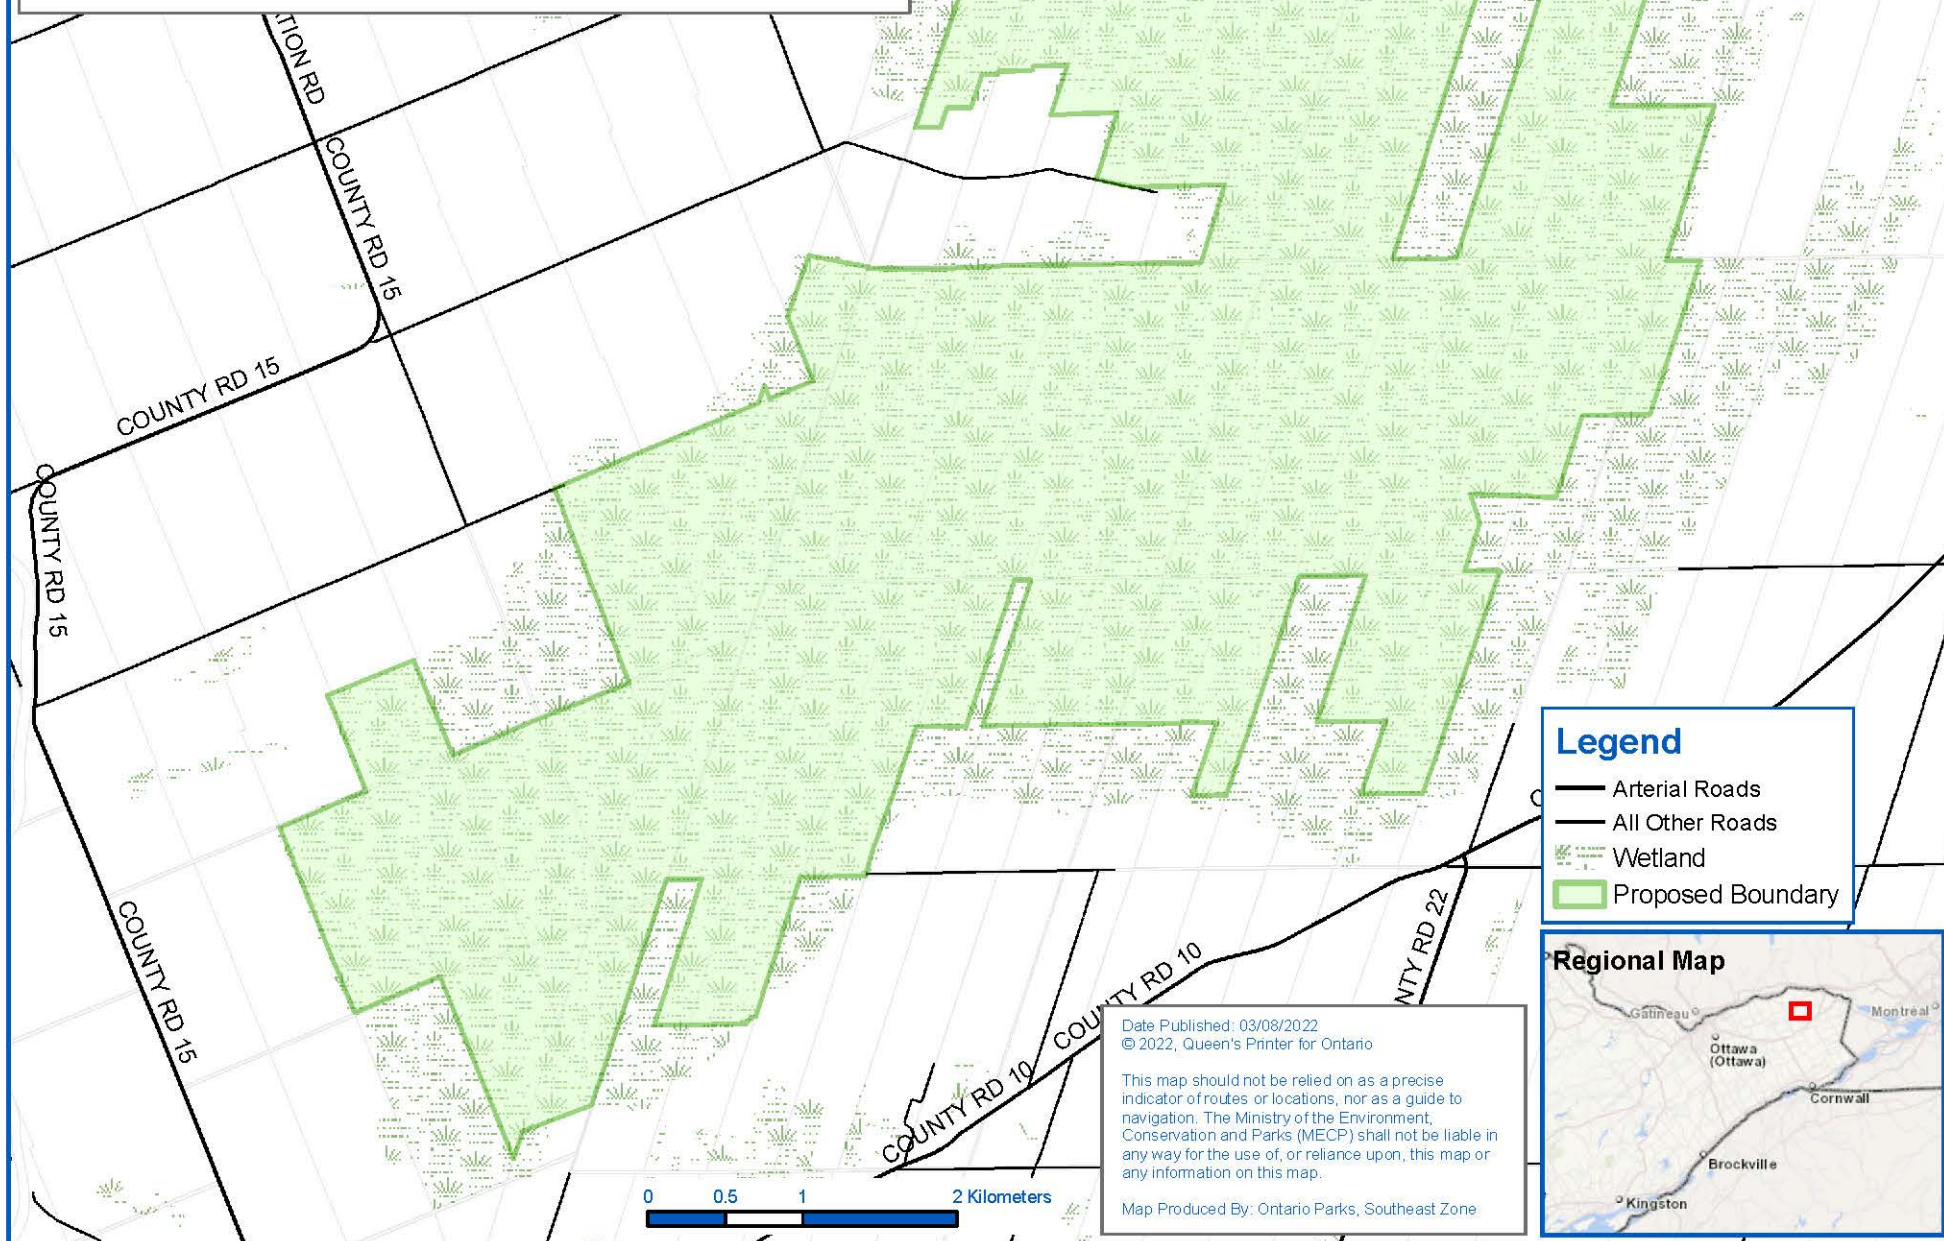 TION RD
COUNTY RD 15
COUNTY RD 15
COUNTY RD 15
COUNTY RD 15
COUNTY RD 10
COUNTY RD 10
NTY RD 22
C
Legend
Arterial Roads
All Other Roads
Wetland
Proposed Boundary
Regional Map
Gatineau
Montréal
Ottawa
(Ottawa)
Cornwall
Brockville
Kingston
Date Published: 03/08/2022
© 2022, Queen's Printer for Ontario
This map should not be relied on as a precise
indicator of routes or locations, nor as a guide to
navigation. The Ministry of the Environment,
Conservation and Parks (MECP) shall not be liable in
any way for the use of, or reliance upon, this map or
any information on this map.
Map Produced By: Ontario Parks, Southeast Zone
0 0.5 1 2 Kilometers